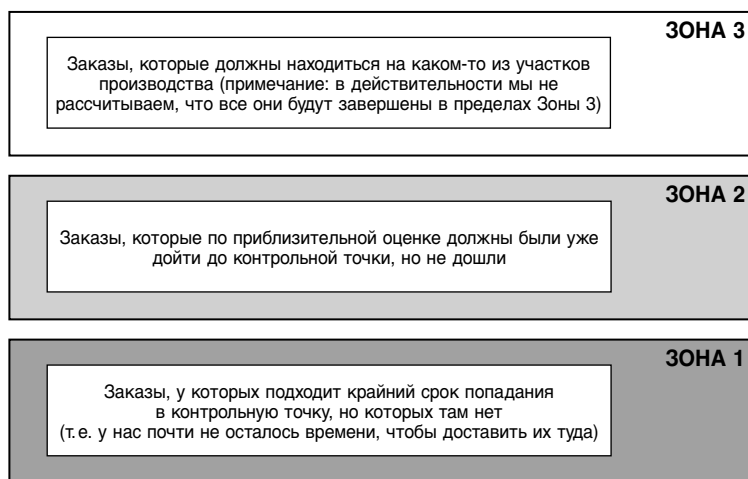 ЗОНА 3
Заказы, которые должны находиться на каком-то из участков
производства (примечание: в действительности мы не
рассчитываем, что все они будут завершены в пределах Зоны 3)
ЗОНА 2
Заказы, которые по приблизительной оценке должны были уже
дойти до контрольной точки, но не дошли
ЗОНА 1
Заказы, у которых подходит крайний срок попадания
в контрольную точку, но которых там нет
(т. е. у нас почти не осталось времени, чтобы доставить их туда)